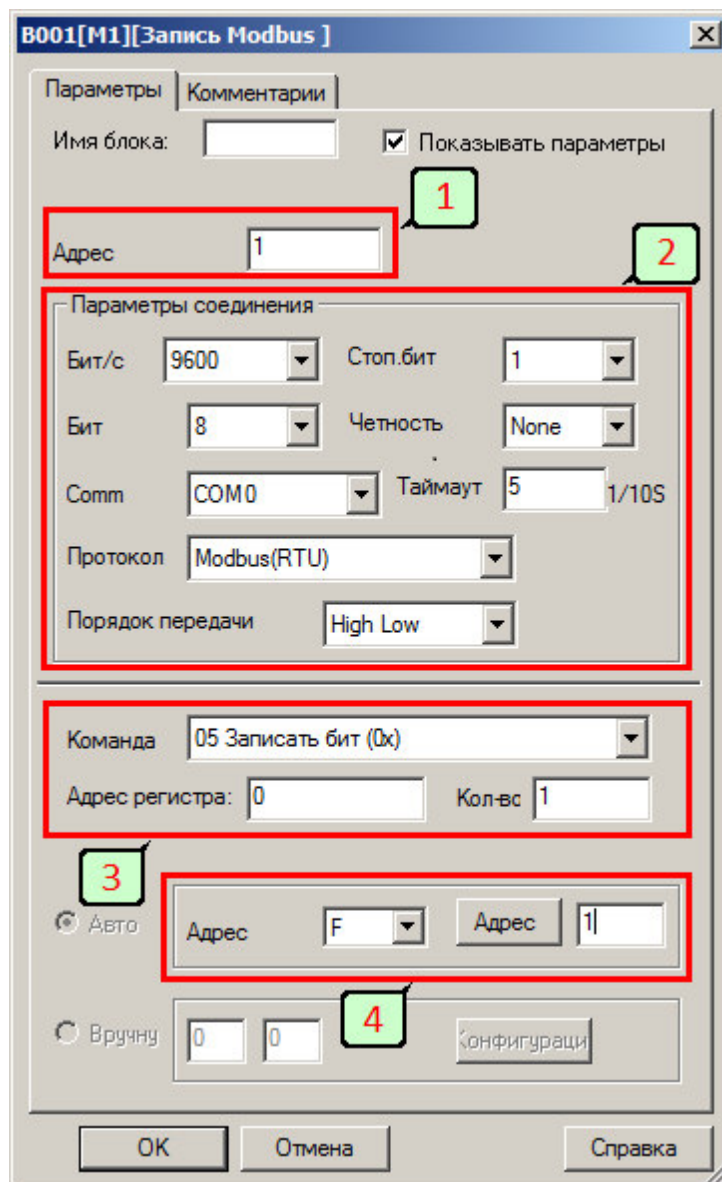 B001[M1][Запись Modbus ]
Параметры Комментарии
Имя блока: Показывать параметры
1
Адрес 1
2
Параметры соединения
Бит/с 9600 Стоп.бит 1
Бит 8 Четность None
Comm COM0 Таймаут 5 1/10S
Протокол Modbus(RTU)
Порядок передачи High Low
Команда 05 Записать бит (0x)
Адрес регистра: 0 Кол-вс 1
3
Авто Адрес F Адрес 1
4
Вручну 0 0 Конфигураци
OK Отмена Справка